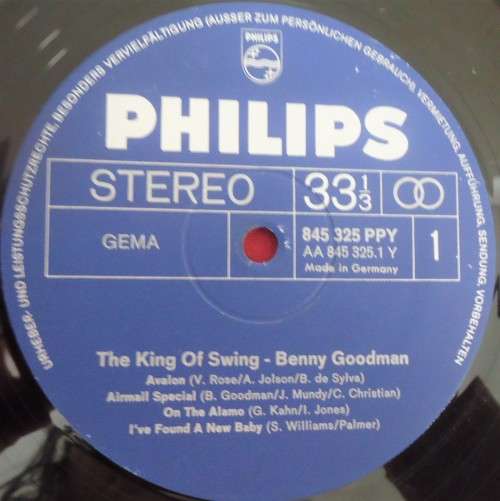 URHEBER- UND LEISTUNGSSCHUTZRECHTE, BESONDERS VERVIELFÄLTIGUNG (AUSSER ZUM PERSÖNLICHEN GEBRAUCH), VERMIETUNG, AUFFÜHRUNG, SENDUNG, VORBEHALTEN
PHILIPS
PHILIPS
STEREO
33 1/3
GEMA
845 325 PPY
AA 845 325.1 Y
Made in Germany
1
The King Of Swing - Benny Goodman
Avalon (V. Rose/A. Jolson/B. de Sylva)
Airmail Special (B. Goodman/J. Mundy/C. Christian)
On The Alamo (G. Kahn/I. Jones)
I've Found A New Baby (S. Williams/Palmer)